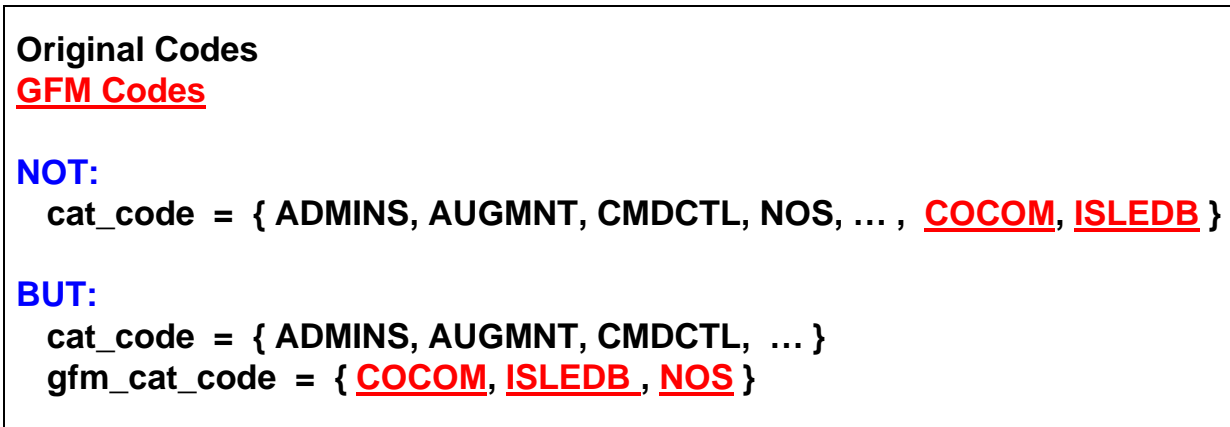 Original Codes
GFM Codes
NOT:
cat_code = { ADMINS, AUGMNT, CMDCTL, NOS, … , COCOM, ISLEDB }
BUT:
cat_code = { ADMINS, AUGMNT, CMDCTL, … }
gfm_cat_code = { COCOM, ISLEDB , NOS }